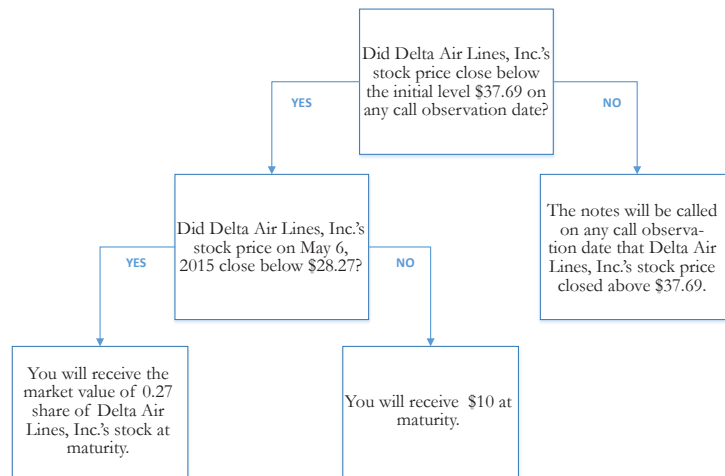 Did Delta Air Lines, Inc.'s
stock price close below
the initial level $37.69 on
any call observation date?
YES
NO
Did Delta Air Lines, Inc.'s
stock price on May 6,
2015 close below $28.27?
The notes will be called
on any call observa-
tion date that Delta Air
Lines, Inc.'s stock price
closed above $37.69.
YES
NO
You will receive the
market value of 0.27
share of Delta Air
Lines, Inc.'s stock at
maturity.
You will receive $10 at
maturity.